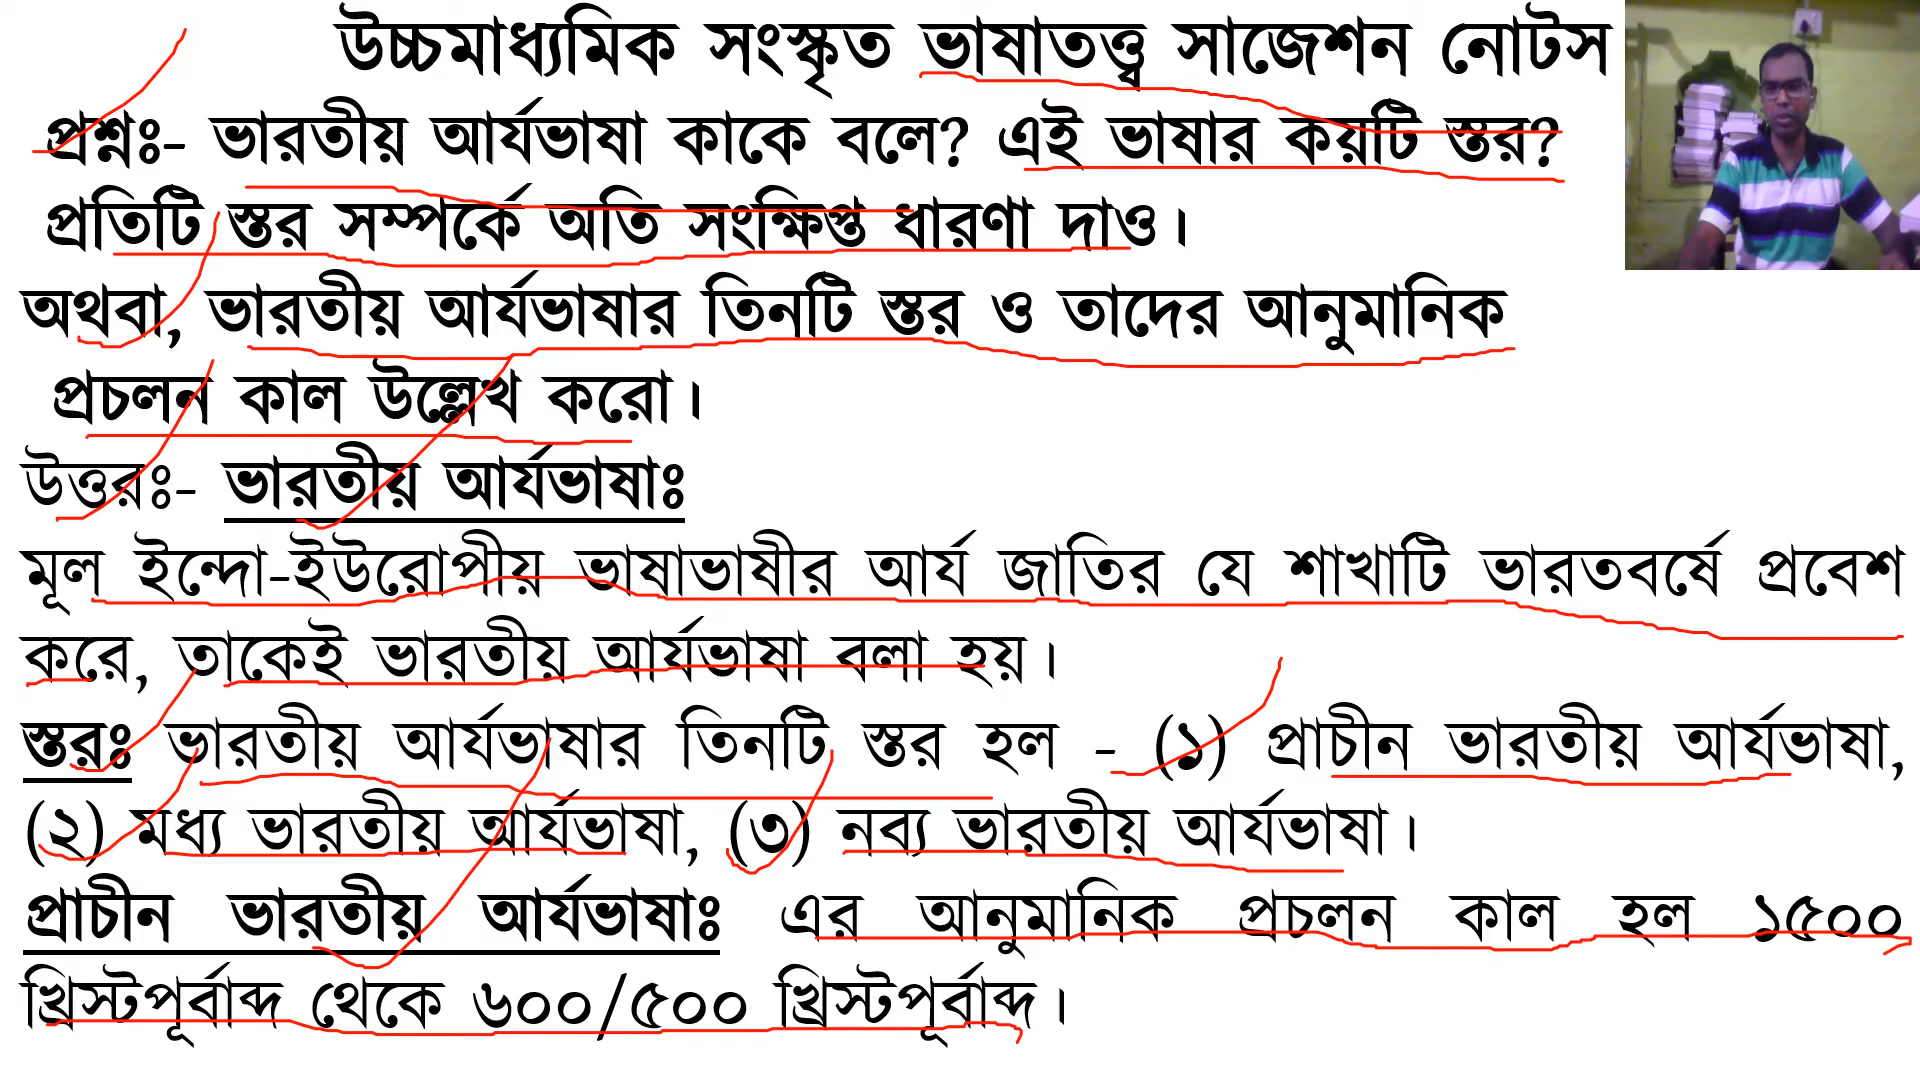 উচ্চমাধ্যমিক সংস্কৃত ভাষাতত্ত্ব সাজেশন নোটস
প্রশ্নঃ- ভারতীয় আর্যভাষা কাকে বলে? এই ভাষার কয়টি স্তর?
প্রতিটি স্তর সম্পর্কে অতি সংক্ষিপ্ত ধারণা দাও।
অথবা, ভারতীয় আর্যভাষার তিনটি স্তর ও তাদের আনুমানিক
প্রচলন কাল উল্লেখ করো।
উত্তরঃ- ভারতীয় আর্যভাষাঃ
মূল ইন্দো-ইউরোপীয় ভাষাভাষীর আর্য জাতির যে শাখাটি ভারতবর্ষে প্রবেশ
করে, তাকেই ভারতীয় আর্যভাষা বলা হয়।
স্তরঃ ভারতীয় আর্যভাষার তিনটি স্তর হল - (১) প্রাচীন ভারতীয় আর্যভাষা,
(২) মধ্য ভারতীয় আর্যভাষা, (৩) নব্য ভারতীয় আর্যভাষা।
প্রাচীন ভারতীয় আর্যভাষাঃ এর আনুমানিক প্রচলন কাল হল ১৫০০
খ্রিস্টপূর্বাব্দ থেকে ৬০০/৫০০ খ্রিস্টপূর্বাব্দ।